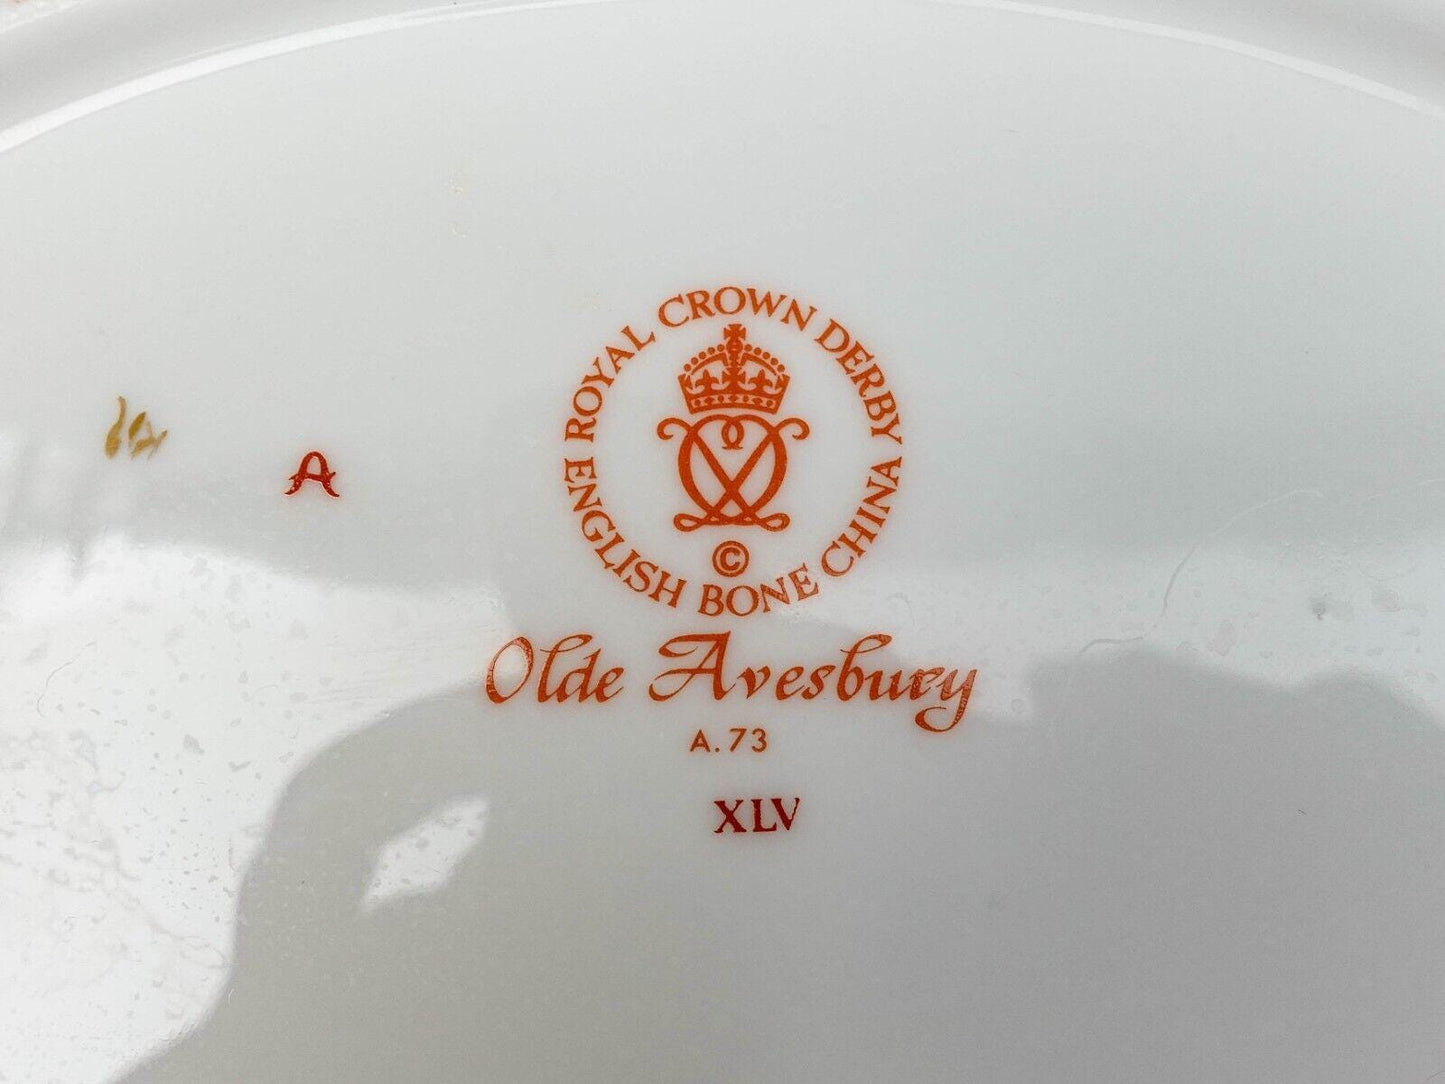 ROYAL CROWN DERBY
ENGLISH BONE CHINA
©
Olde Avesbury
A. 73
XLV
A